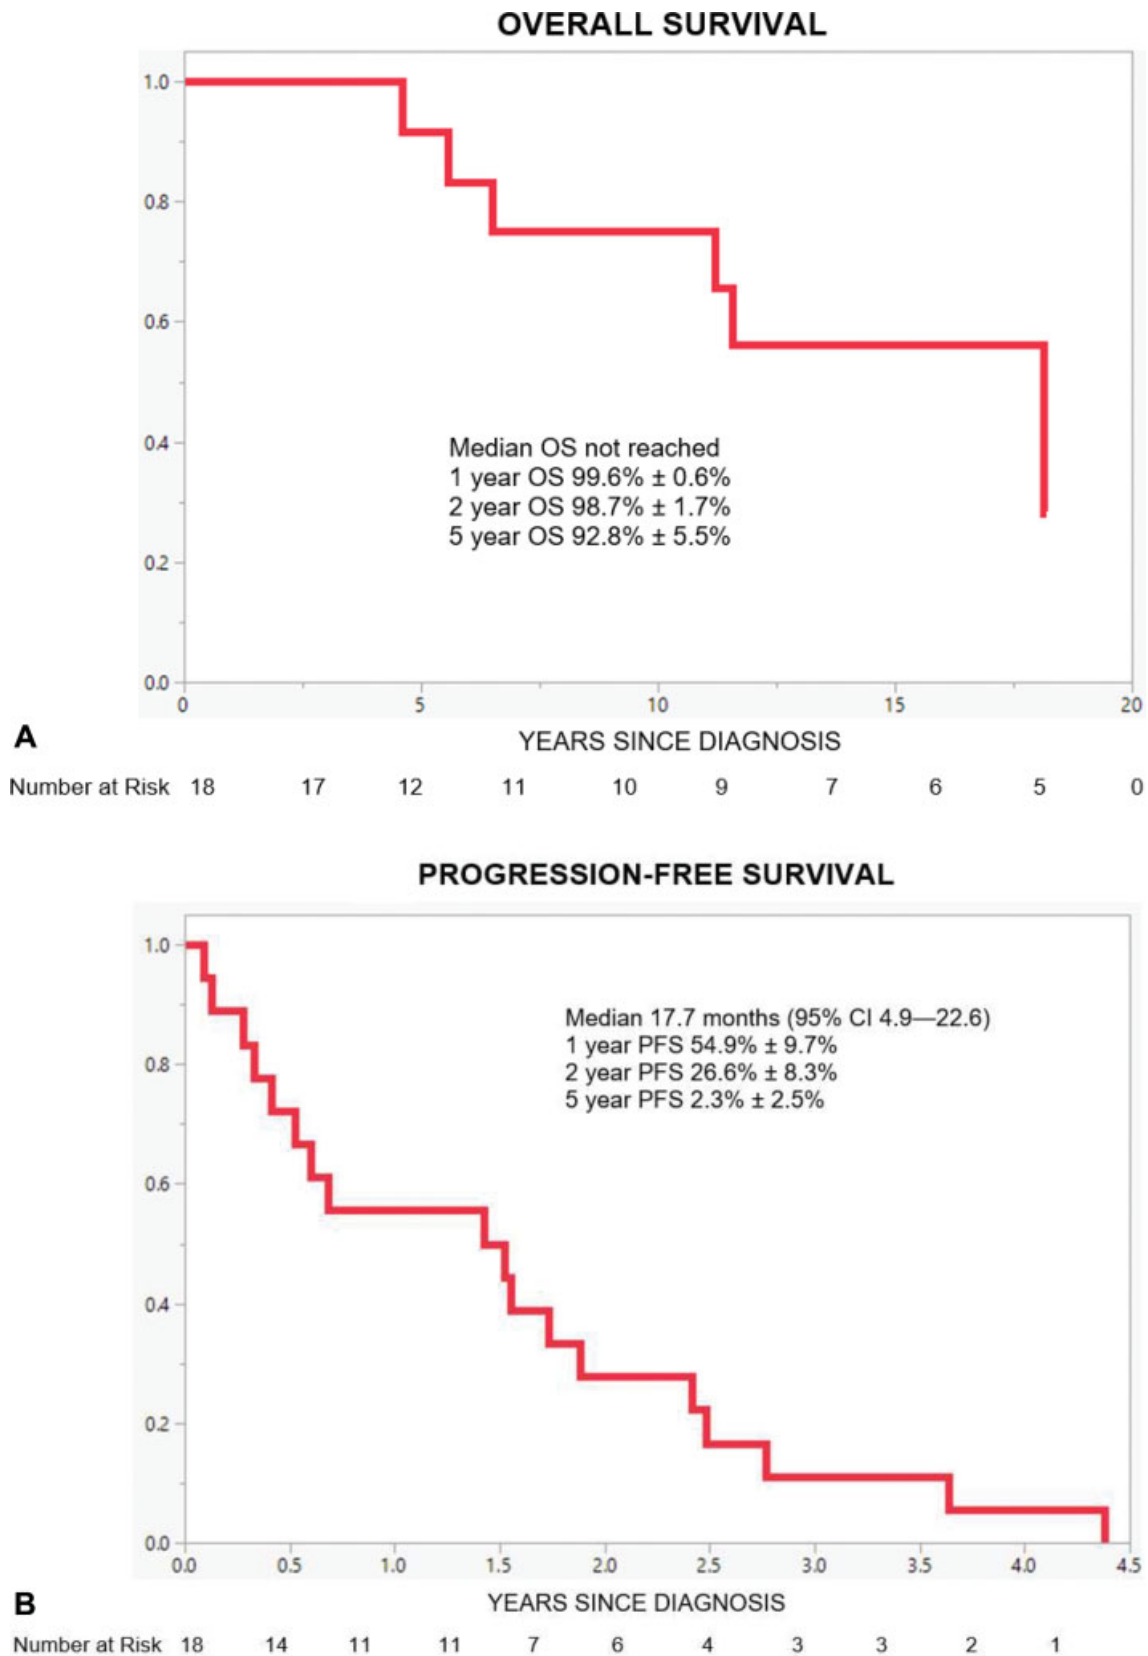 OVERALL SURVIVAL
1.0
0.8
0.6
0.4
0.2
0.0
Median OS not reached
1 year OS 99.6% ± 0.6%
2 year OS 98.7% ± 1.7%
5 year OS 92.8% ± 5.5%
0 5 10 15 20
A
YEARS SINCE DIAGNOSIS
Number at Risk 18 17 12 11 10 9 7 6 5 0
PROGRESSION-FREE SURVIVAL
1.0
0.8
0.6
0.4
0.2
0.0
Median 17.7 months (95% CI 4.9—22.6)
1 year PFS 54.9% ± 9.7%
2 year PFS 26.6% ± 8.3%
5 year PFS 2.3% ± 2.5%
0.0 0.5 1.0 1.5 2.0 2.5 3.0 3.5 4.0 4.5
B
YEARS SINCE DIAGNOSIS
Number at Risk 18 14 11 11 7 6 4 3 3 2 1